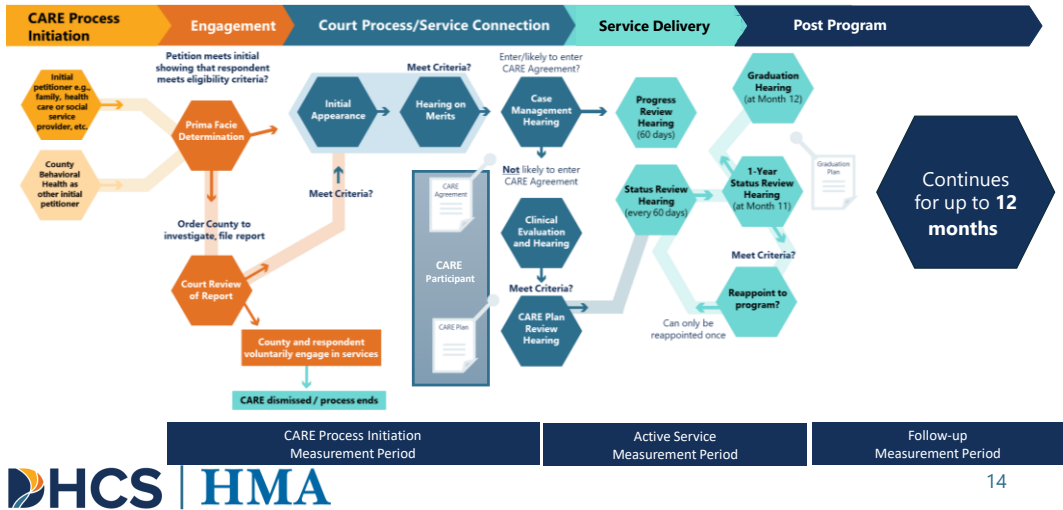 CARE Process
Initiation
Engagement
Court Process/Service Connection
Service Delivery
Post Program
Petition meets initial
showing that respondent
meets eligibility criteria?
Initial
petitioner e.g.,
family, health
care or social
service
provider, etc.
County
Behavioral
Health as
other initial
petitioner
Prima Facie
Determination
Order County to
investigate, file report
Court Review
of Report
County and respondent
voluntarily engage in services
CARE dismissed / process ends
Initial
Appearance
Meet Criteria?
Meet Criteria?
Hearing on
Merits
Enter/likely to enter
CARE Agreement?
Case
Management
Hearing
Not likely to enter
CARE Agreement
CARE
Agreement
CARE
Participant
CARE Plan
Clinical
Evaluation
and Hearing
Meet Criteria?
CARE Plan
Review
Hearing
Progress
Review
Hearing
(60 days)
Status Review
Hearing
(every 60 days)
Graduation
Hearing
(at Month 12)
Graduation
Plan
1-Year
Status Review
Hearing
(at Month 11)
Meet Criteria?
Reappoint to
program?
Can only be
reappointed once
Continues
for up to 12
months
CARE Process Initiation
Measurement Period
Active Service
Measurement Period
Follow-up
Measurement Period
DHCS | HMA
14